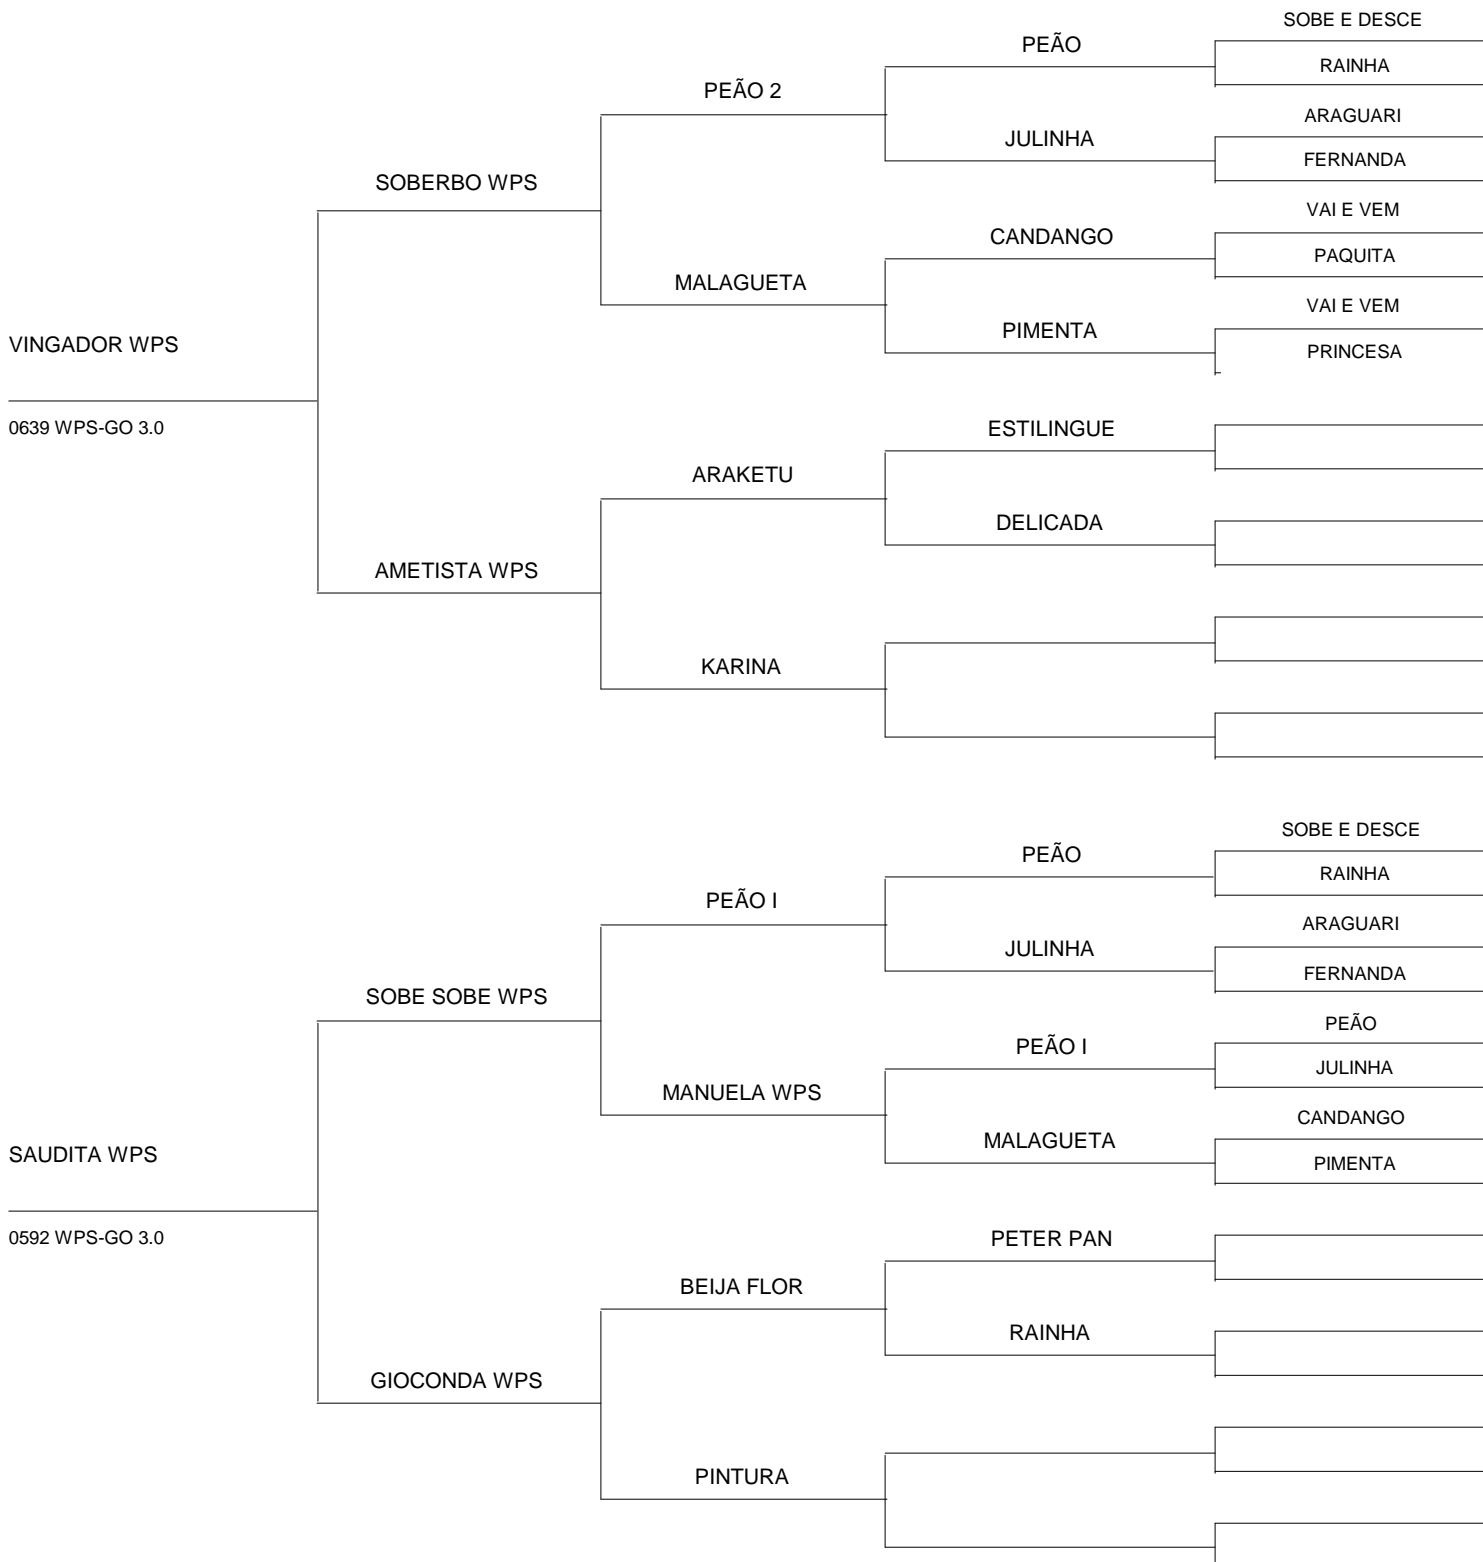 SOBE E DESCE
PEÃO
RAINHA
PEÃO 2
ARAGUARI
JULINHA
FERNANDA
SOBERBO WPS
VAI E VEM
CANDANGO
PAQUITA
MALAGUETA
VAI E VEM
PIMENTA
VINGADOR WPS
PRINCESA
0639 WPS-GO 3.0
ESTILINGUE
ARAKETU
DELICADA
AMETISTA WPS
KARINA
SOBE E DESCE
PEÃO
RAINHA
PEÃO I
ARAGUARI
JULINHA
FERNANDA
SOBE SOBE WPS
PEÃO
PEÃO I
JULINHA
MANUELA WPS
CANDANGO
MALAGUETA
SAUDITA WPS
PIMENTA
0592 WPS-GO 3.0
PETER PAN
BEIJA FLOR
RAINHA
GIOCONDA WPS
PINTURA